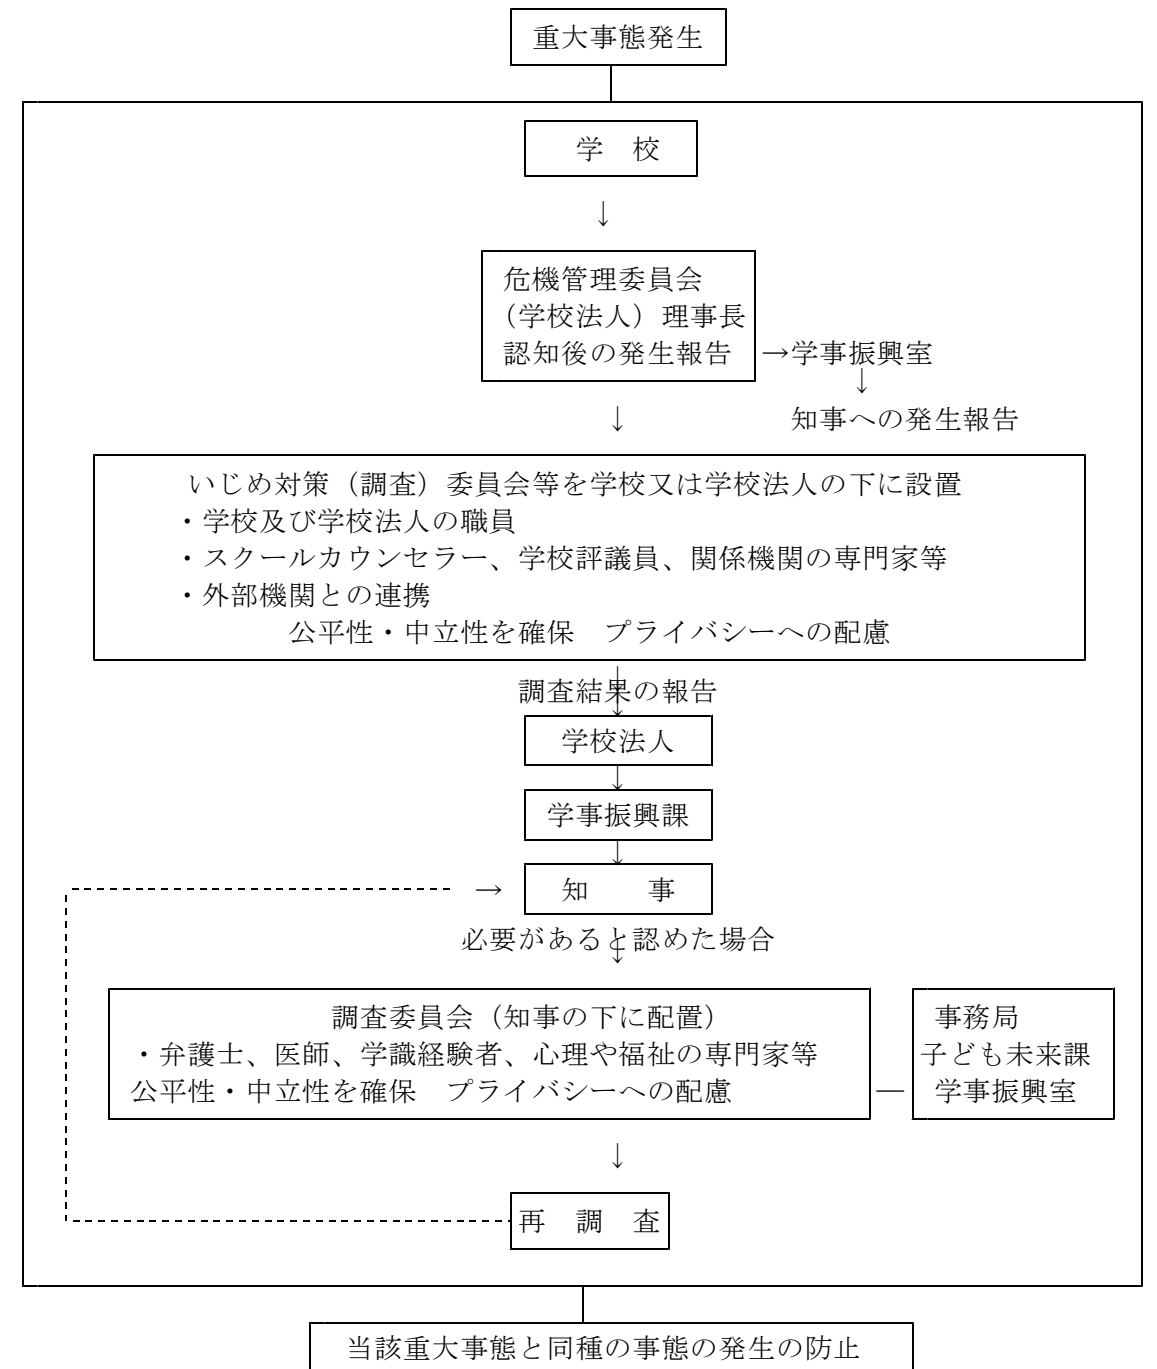 重大事態発生
学　校
↓
危機管理委員会
（学校法人）理事長
認知後の発生報告　→学事振興室
↓
↓　知事への発生報告
いじめ対策（調査）委員会等を学校又は学校法人の下に設置
・学校及び学校法人の職員
・スクールカウンセラー、学校評議員、関係機関の専門家等
・外部機関との連携
公平性・中立性を確保　プライバシーへの配慮
調査結果の報告
学校法人
↓
学事振興課
↓
→　知　　事
必要があると認めた場合
↓
調査委員会（知事の下に配置）
・弁護士、医師、学識経験者、心理や福祉の専門家等
公平性・中立性を確保　プライバシーへの配慮
事務局
子ども未来課
学事振興室
↓
再　調　査
当該重大事態と同種の事態の発生の防止